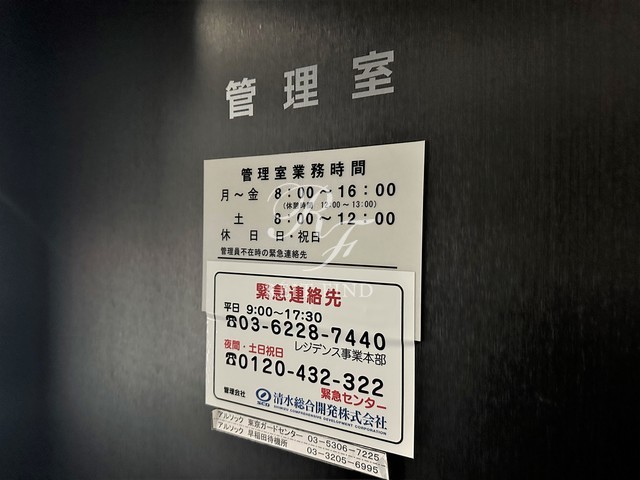 管理室
管理室業務時間
月～金 8:00～16:00
(休憩時間 12:00～13:00)
土 8:00～12:00
休日 日・祝日
管理員不在時の緊急連絡先
緊急連絡先
平日 9:00～17:30
☎03-6228-7440
レジデンス事業本部
夜間・土日祝日
☎0120-432-322
緊急センター
管理会社 SCD 清水総合開発株式会社
SHIMIZU COMPREHENSIVE DEVELOPMENT CORPORATION
アルソック 東京ガードセンター 03-5306-7225
アルソック 早稲田待機所 03-3205-6995